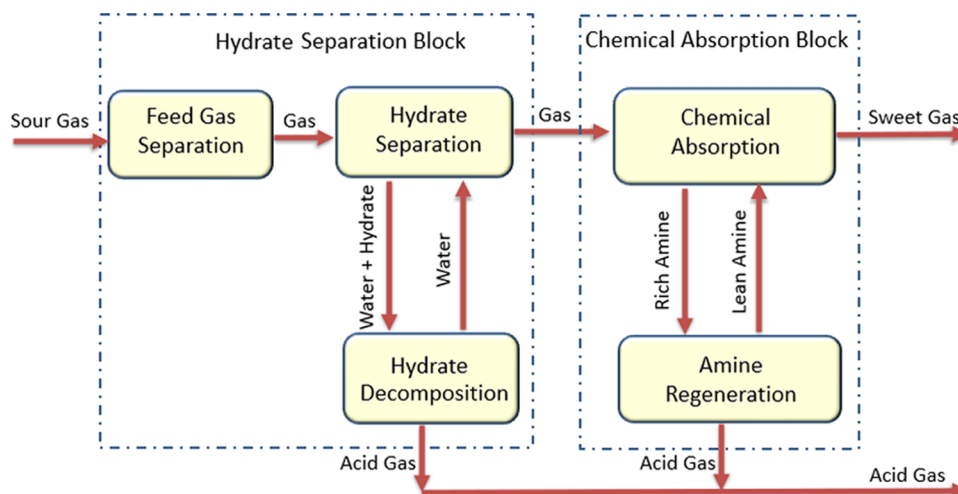 Hydrate Separation Block
Chemical Absorption Block
Sour Gas
Feed Gas
Separation
Gas
Hydrate
Separation
Gas
Chemical
Absorption
Sweet Gas
Water + Hydrate
Water
Rich Amine
Lean Amine
Hydrate
Decomposition
Amine
Regeneration
Acid Gas
Acid Gas
Acid Gas